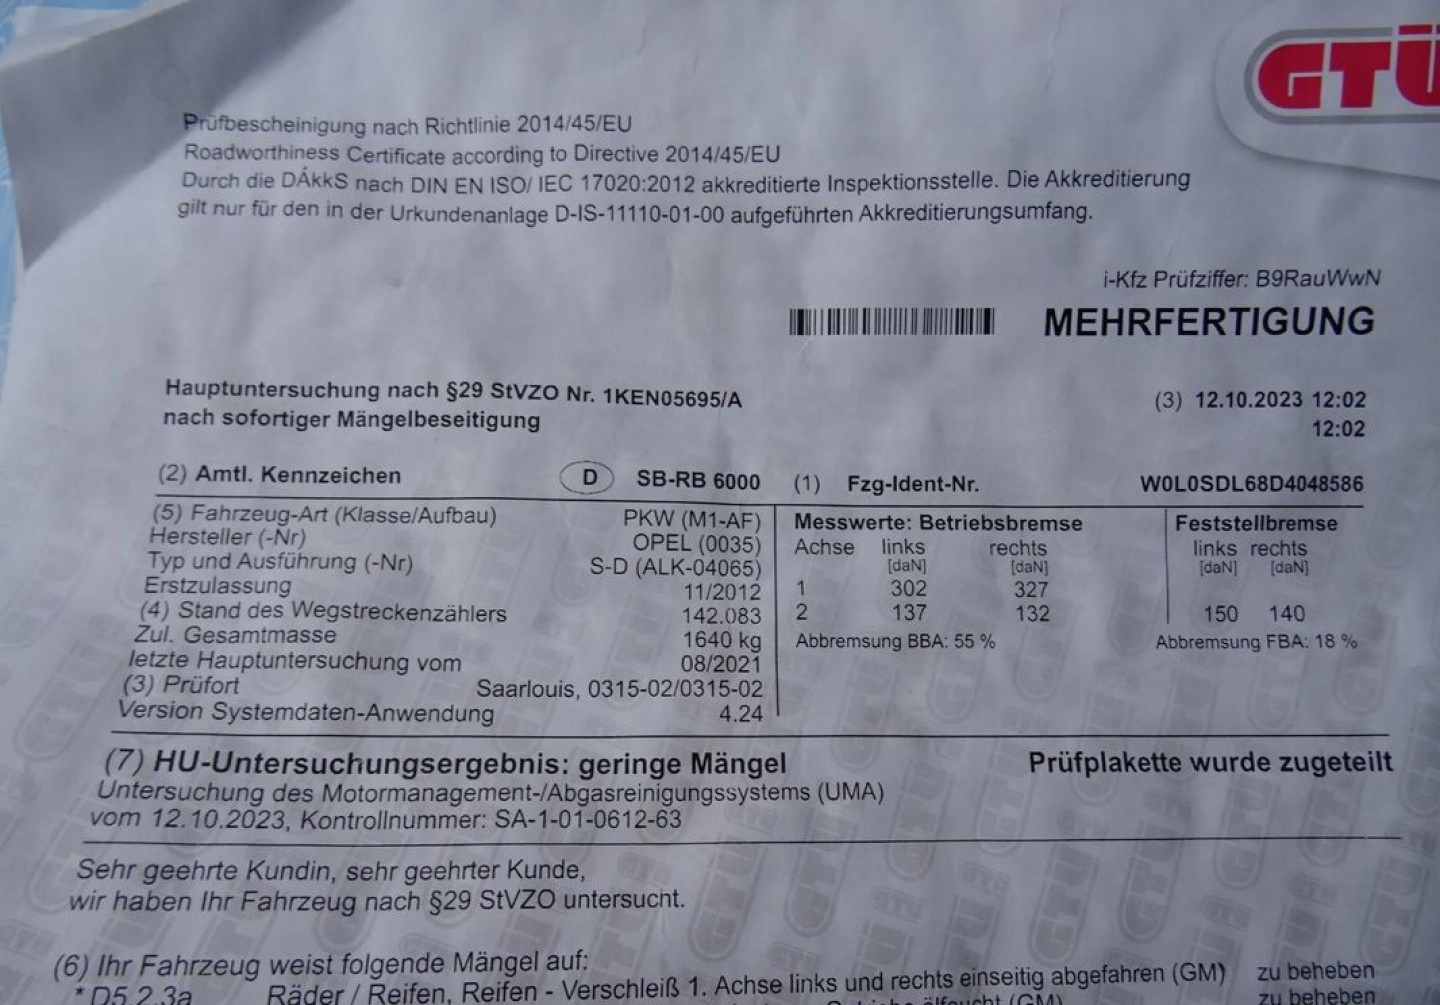 GTÜ
Prüfbescheinigung nach Richtlinie 2014/45/EU
Roadworthiness Certificate according to Directive 2014/45/EU
Durch die DAkkS nach DIN EN ISO/ IEC 17020:2012 akkreditierte Inspektionsstelle. Die Akkreditierung
gilt nur für den in der Urkundenanlage D-IS-11110-01-00 aufgeführten Akkreditierungsumfang.
i-Kfz Prüfziffer: B9RauWwN
MEHRFERTIGUNG
Hauptuntersuchung nach §29 StVZO Nr. 1KEN05695/A (3) 12.10.2023 12:02
nach sofortiger Mängelbeseitigung 12:02
(2) Amtl. Kennzeichen D SB-RB 6000 (1) Fzg-Ident-Nr. W0L0SDL68D4048586
(5) Fahrzeug-Art (Klasse/Aufbau) PKW (M1-AF) Messwerte: Betriebsbremse Feststellbremse
Hersteller (-Nr) OPEL (0035) Achse links rechts links rechts
Typ und Ausführung (-Nr) S-D (ALK-04065) [daN] [daN] [daN] [daN]
Erstzulassung 11/2012 1 302 327
(4) Stand des Wegstreckenzählers 142.083 2 137 132 150 140
Zul. Gesamtmasse 1640 kg Abbremsung BBA: 55 % Abbremsung FBA: 18 %
letzte Hauptuntersuchung vom 08/2021
(3) Prüfort Saarlouis, 0315-02/0315-02
Version Systemdaten-Anwendung 4.24
(7) HU-Untersuchungsergebnis: geringe Mängel Prüfplakette wurde zugeteilt
Untersuchung des Motormanagement-/Abgasreinigungssystems (UMA)
vom 12.10.2023, Kontrollnummer: SA-1-01-0612-63
Sehr geehrte Kundin, sehr geehrter Kunde,
wir haben Ihr Fahrzeug nach §29 StVZO untersucht.
(6) Ihr Fahrzeug weist folgende Mängel auf:
* D5.2.3a Räder / Reifen, Reifen - Verschleiß 1. Achse links und rechts einseitig abgefahren (GM) zu beheben
ölfeucht (GM) zu beheben